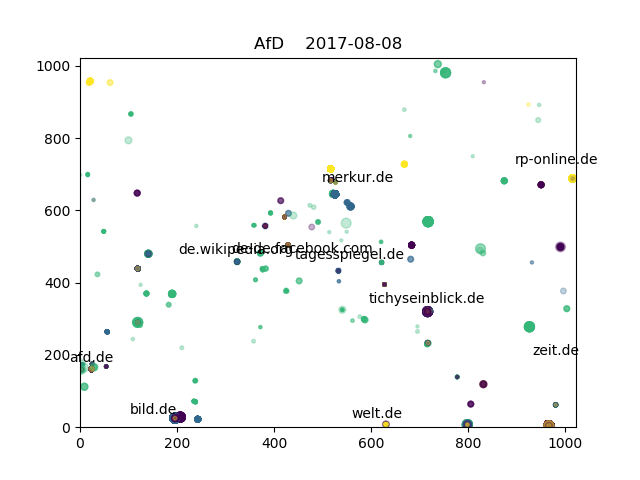 AfD    2017-08-08
1000
800
600
400
200
0
rp-online.de
merkur.de
de.wikipedia.org
de-de.facebook.com
tagesspiegel.de
tichyseinblick.de
zeit.de
afd.de
bild.de
welt.de
0 200 400 600 800 1000